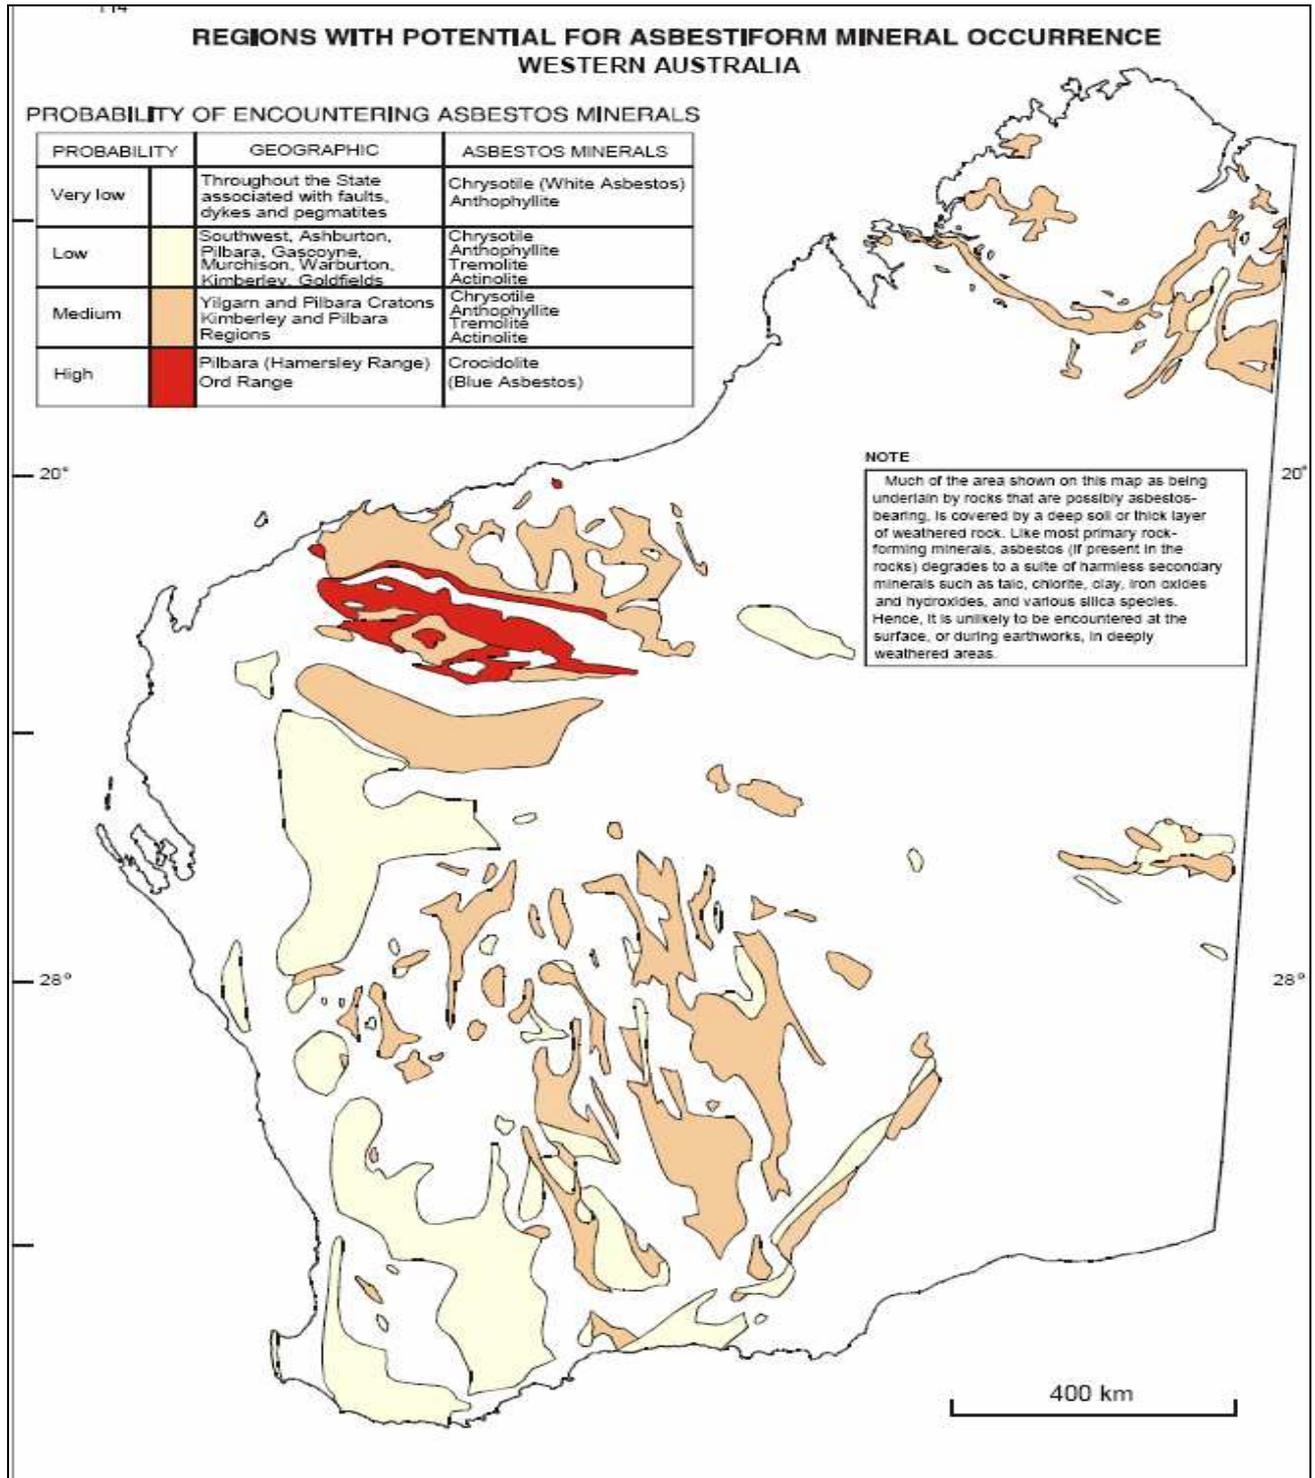 114
REGIONS WITH POTENTIAL FOR ASBESTIFORM MINERAL OCCURRENCE
WESTERN AUSTRALIA
PROBABILITY OF ENCOUNTERING ASBESTOS MINERALS
PROBABILITY GEOGRAPHIC ASBESTOS MINERALS
Very low
Throughout the State
associated with faults,
dykes and pegmatites
Chrysotile (White Asbestos)
Anthophyllite
Low
Southwest, Ashburton,
Pilbara, Gascoyne,
Murchison, Warburton,
Kimberley, Goldfields
Chrysotile
Anthophyllite
Tremolite
Actinolite
Medium
Yilgarn and Pilbara Cratons
Kimberley and Pilbara
Regions
Chrysotile
Anthophyllite
Tremolite
Actinolite
High
Pilbara (Hamersley Range)
Ord Range
Crocidolite
(Blue Asbestos)
NOTE
Much of the area shown on this map as being
underlain by rocks that are possibly asbestos-
bearing, is covered by a deep soil or thick layer
of weathered rock. Like most primary rock-
forming minerals, asbestos (if present in the
rocks) degrades to a suite of harmless secondary
minerals such as talc, chlorite, clay, iron oxides
and hydroxides, and various silica species.
Hence, it is unlikely to be encountered at the
surface, or during earthworks, in deeply
weathered areas.
20°
20°
28°
28°
400 km